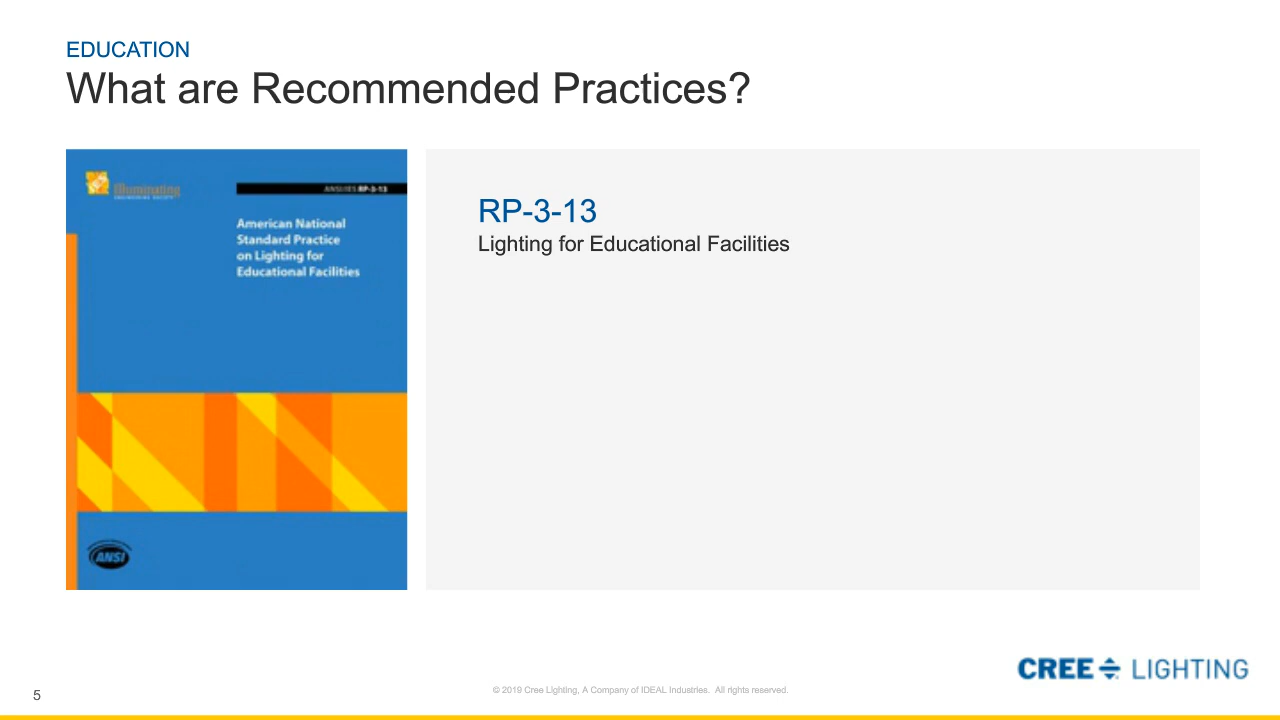 EDUCATION
What are Recommended Practices?
Illuminating
ENGINEERING SOCIETY
ANSI/IES RP-3-13
American National
Standard Practice
on Lighting for
Educational Facilities
ANSI
RP-3-13
Lighting for Educational Facilities
CREE LIGHTING
5
© 2019 Cree Lighting, A Company of IDEAL Industries. All rights reserved.